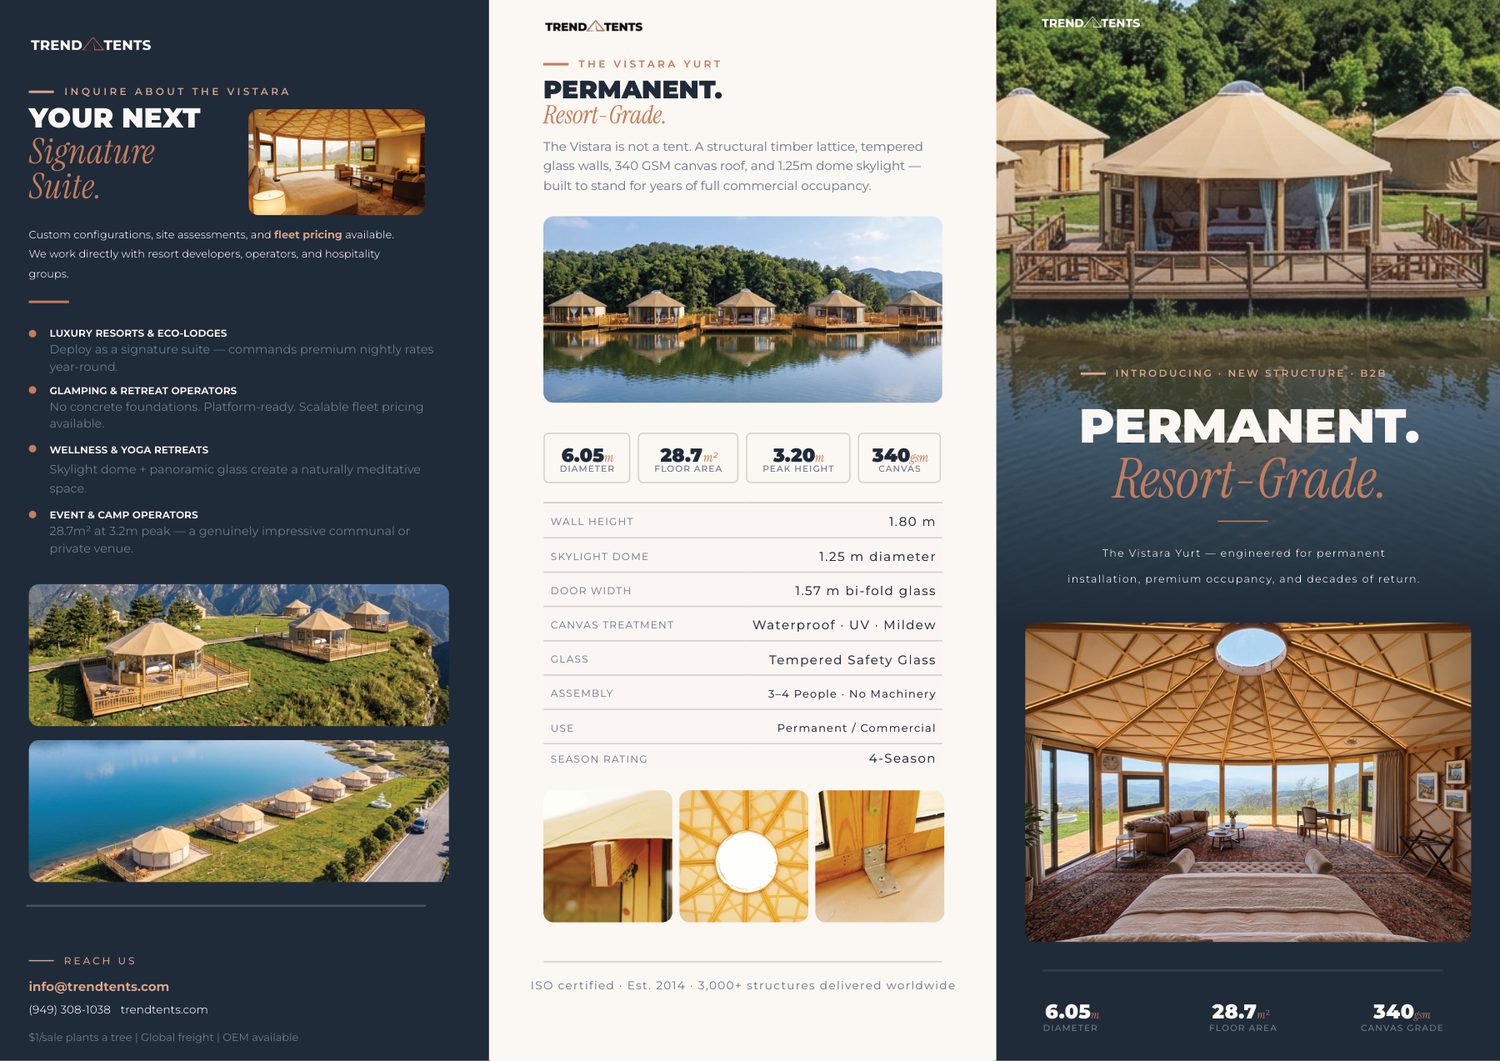 TREND TENTS
INQUIRE ABOUT THE VISTARA
YOUR NEXT
Signature
Suite.
Custom configurations, site assessments, and fleet pricing available.
We work directly with resort developers, operators, and hospitality
groups.
LUXURY RESORTS & ECO-LODGES
Deploy as a signature suite — commands premium nightly rates
year-round.
GLAMPING & RETREAT OPERATORS
No concrete foundations. Platform-ready. Scalable fleet pricing
available.
WELLNESS & YOGA RETREATS
Skylight dome + panoramic glass create a naturally meditative
space.
EVENT & CAMP OPERATORS
28.7m² at 3.2m peak — a genuinely impressive communal or
private venue.
REACH US
info@trendtents.com
(949) 308-1038 trendtents.com
$1/sale plants a tree | Global freight | OEM available
TREND TENTS
THE VISTARA YURT
PERMANENT.
Resort-Grade.
The Vistara is not a tent. A structural timber lattice, tempered
glass walls, 340 GSM canvas roof, and 1.25m dome skylight —
built to stand for years of full commercial occupancy.
6.05m
DIAMETER
28.7 m²
FLOOR AREA
3.20m
PEAK HEIGHT
340gsm
CANVAS
WALL HEIGHT 1.80 m
SKYLIGHT DOME 1.25 m diameter
DOOR WIDTH 1.57 m bi-fold glass
CANVAS TREATMENT Waterproof · UV · Mildew
GLASS Tempered Safety Glass
ASSEMBLY 3–4 People · No Machinery
USE Permanent / Commercial
SEASON RATING 4-Season
ISO certified · Est. 2014 · 3,000+ structures delivered worldwide
TREND TENTS
INTRODUCING · NEW STRUCTURE · B2B
PERMANENT.
Resort-Grade.
The Vistara Yurt — engineered for permanent
installation, premium occupancy, and decades of return.
6.05m
DIAMETER
28.7 m²
FLOOR AREA
340gsm
CANVAS GRADE